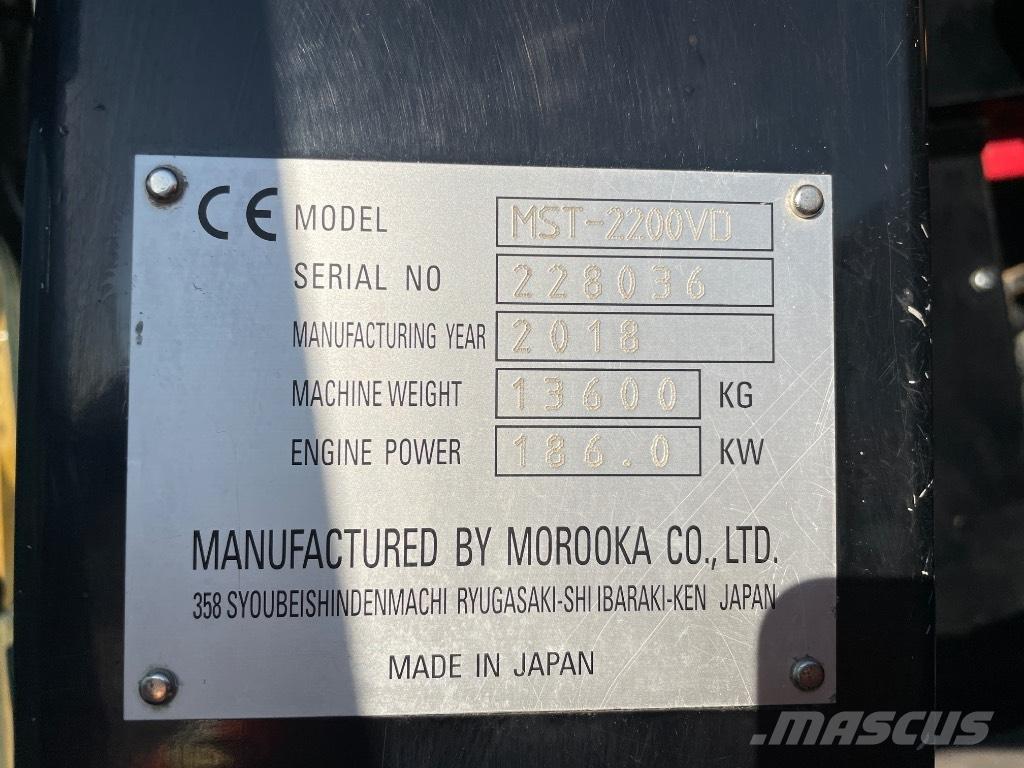 CE MODEL MST-2200VD
SERIAL NO 228036
MANUFACTURING YEAR 2018
MACHINE WEIGHT 13600 KG
ENGINE POWER 186.0 KW
MANUFACTURED BY MOROOKA CO., LTD.
358 SYOUBEISHINDENMACHI RYUGASAKI-SHI IBARAKI-KEN JAPAN
MADE IN JAPAN
MASCUS